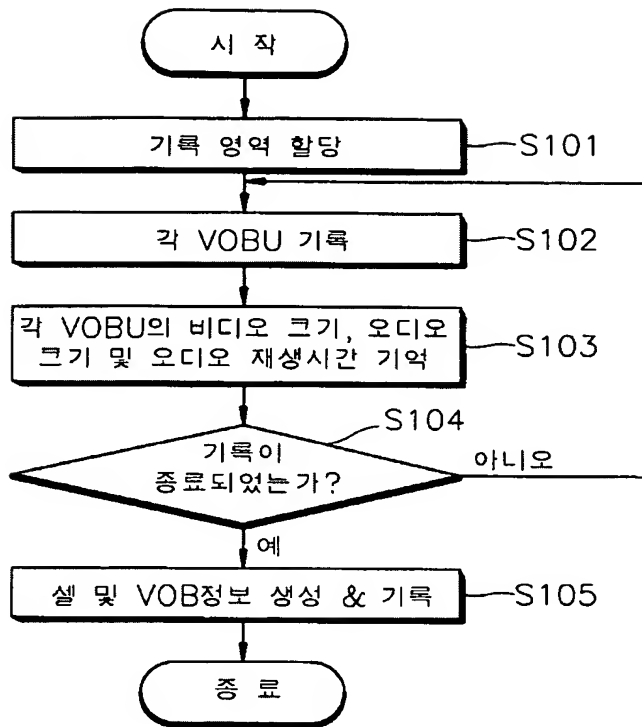 시 작
기록 영역 할당
S101
각 VOBU 기록
S102
각 VOBU의 비디오 크기, 오디오
크기 및 오디오 재생시간 기억
S103
S104
기록이
종료되었는가?
아니오
예
셀 및 VOB정보 생성 & 기록
S105
종 료